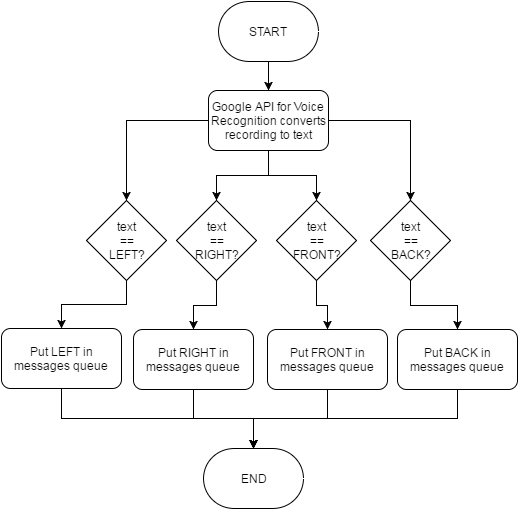 START
Google API for Voice
Recognition converts
recording to text
text
==
LEFT?
text
==
RIGHT?
text
==
FRONT?
text
==
BACK?
Put LEFT in
messages queue
Put RIGHT in
messages queue
Put FRONT in
messages queue
Put BACK in
messages queue
END